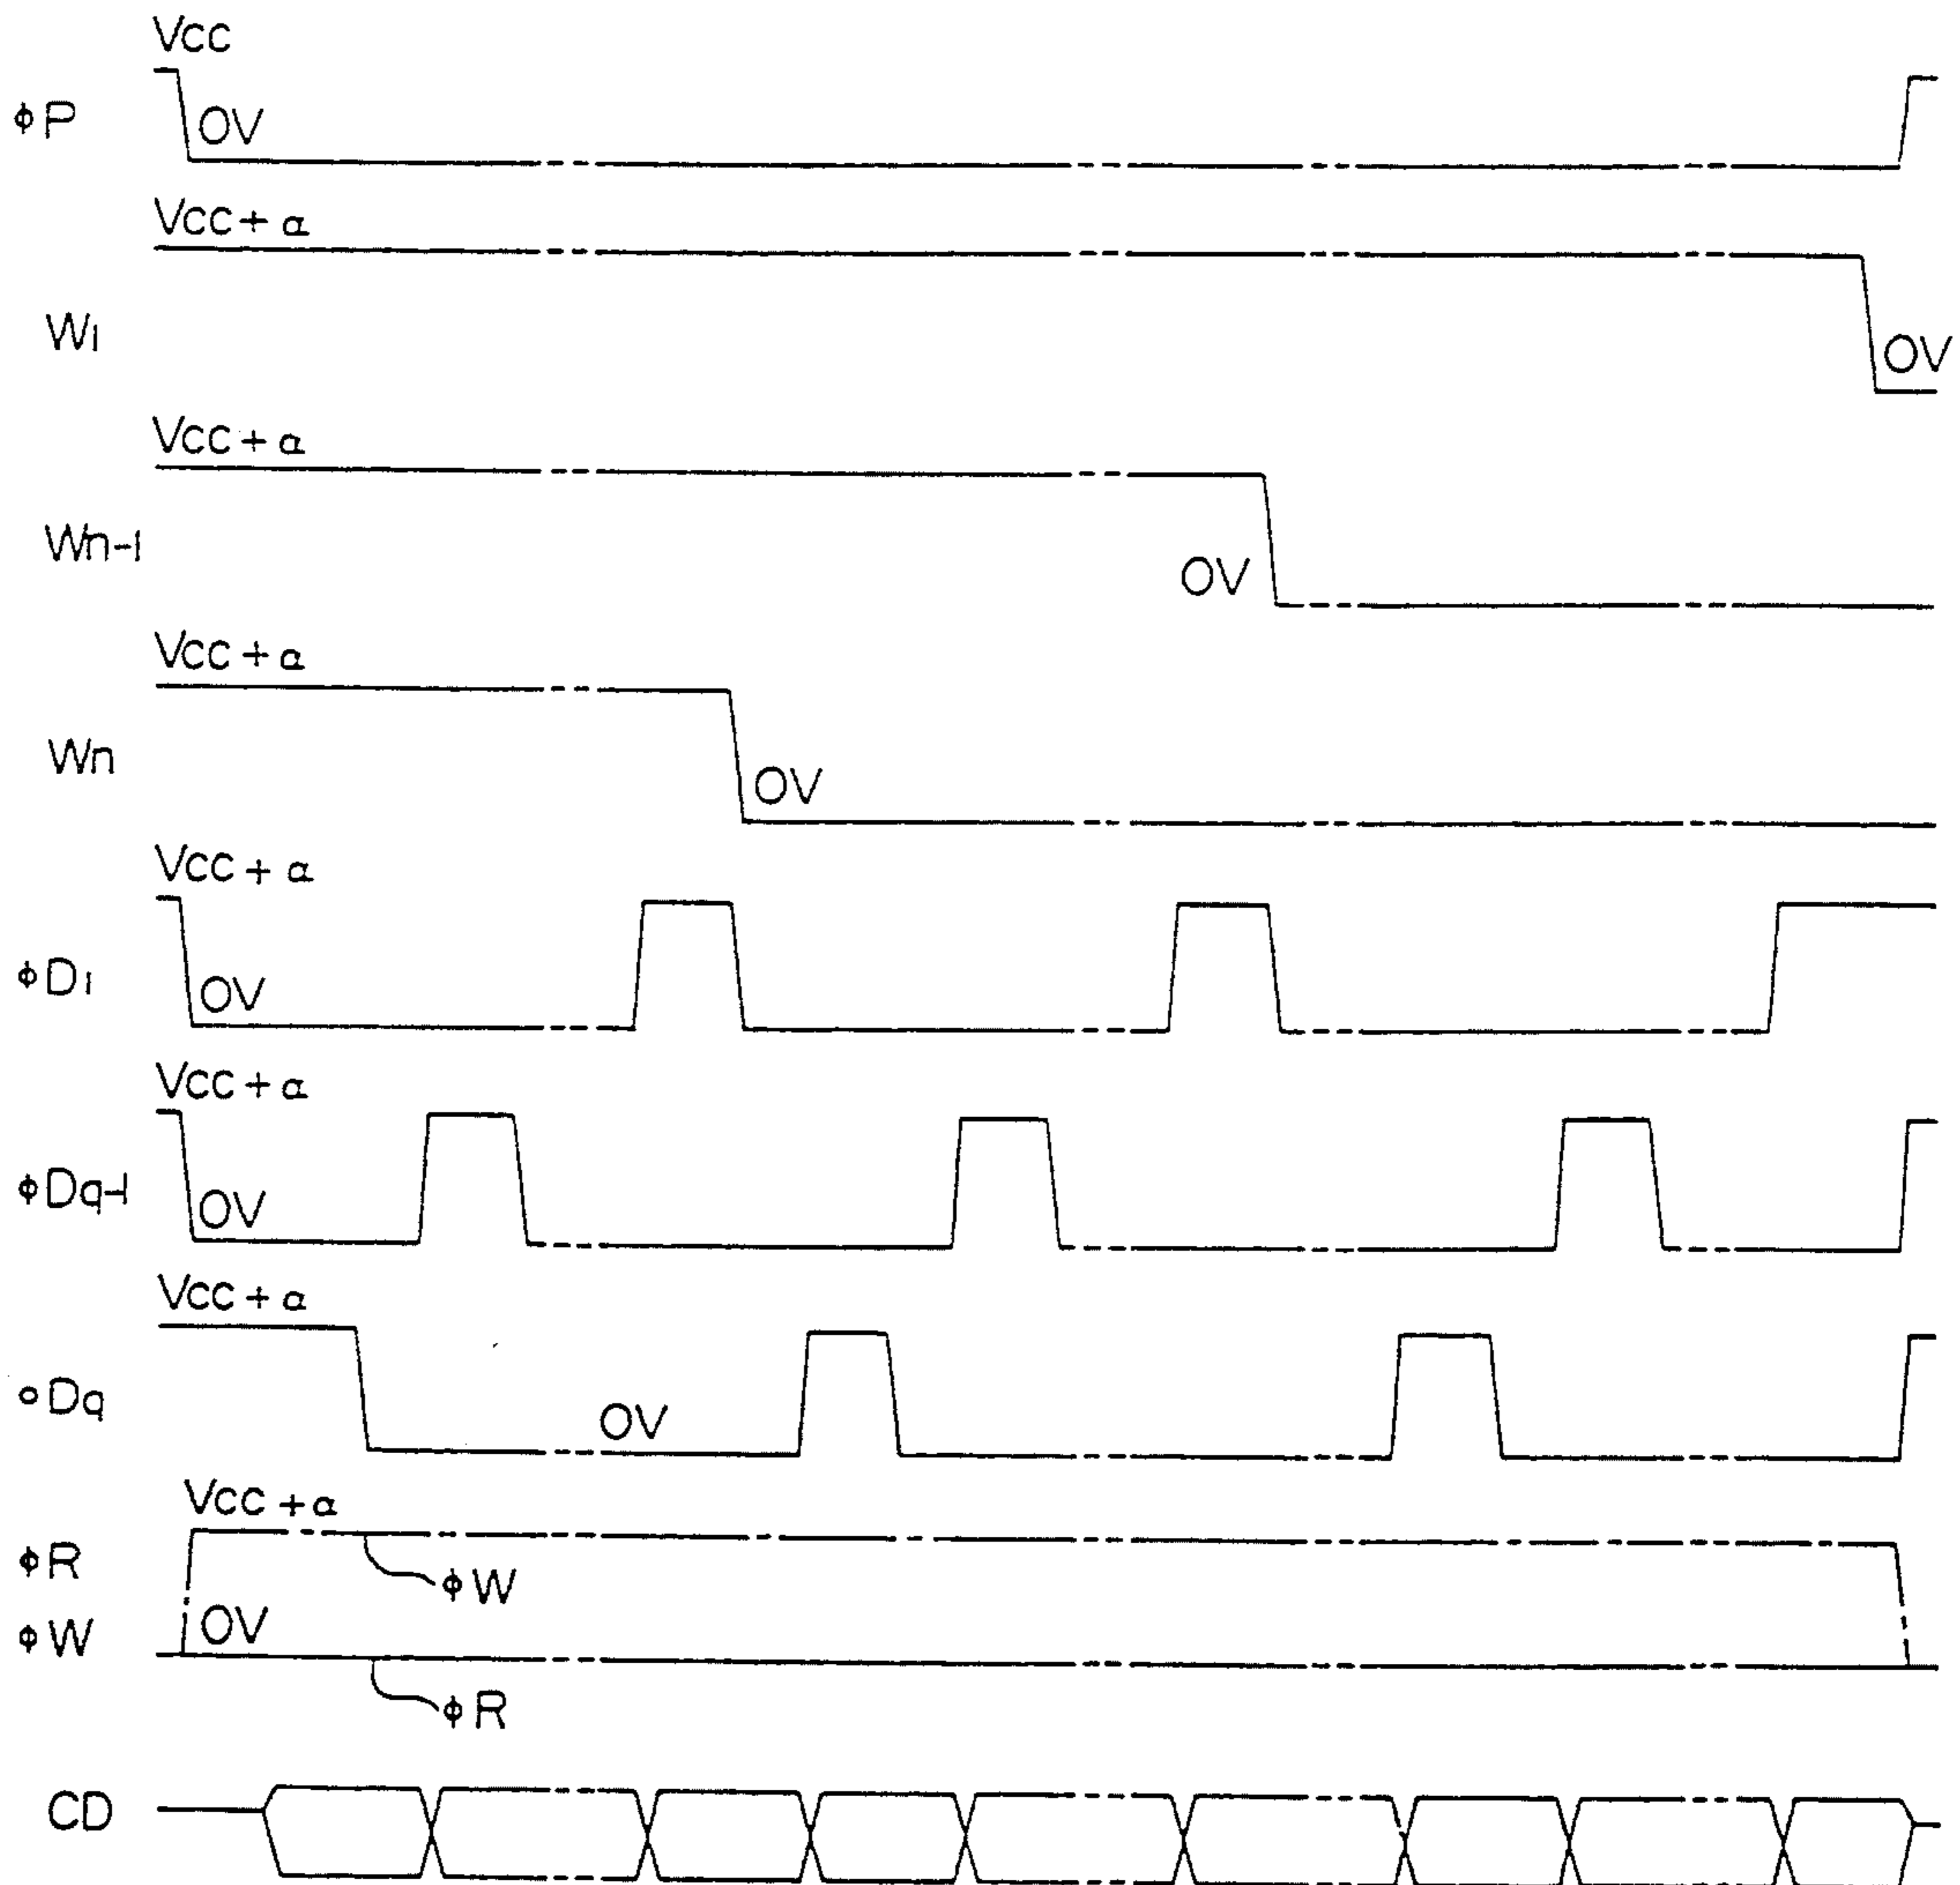 VCC
ϕP
OV
VCC + α
W1
OV
VCC + α
Wn-1
OV
VCC + α
Wn
OV
VCC + α
ϕD1
OV
VCC + α
ϕDq-1
OV
VCC + α
oDq
OV
VCC + α
ϕR
ϕW
OV
ϕW
ϕR
CD